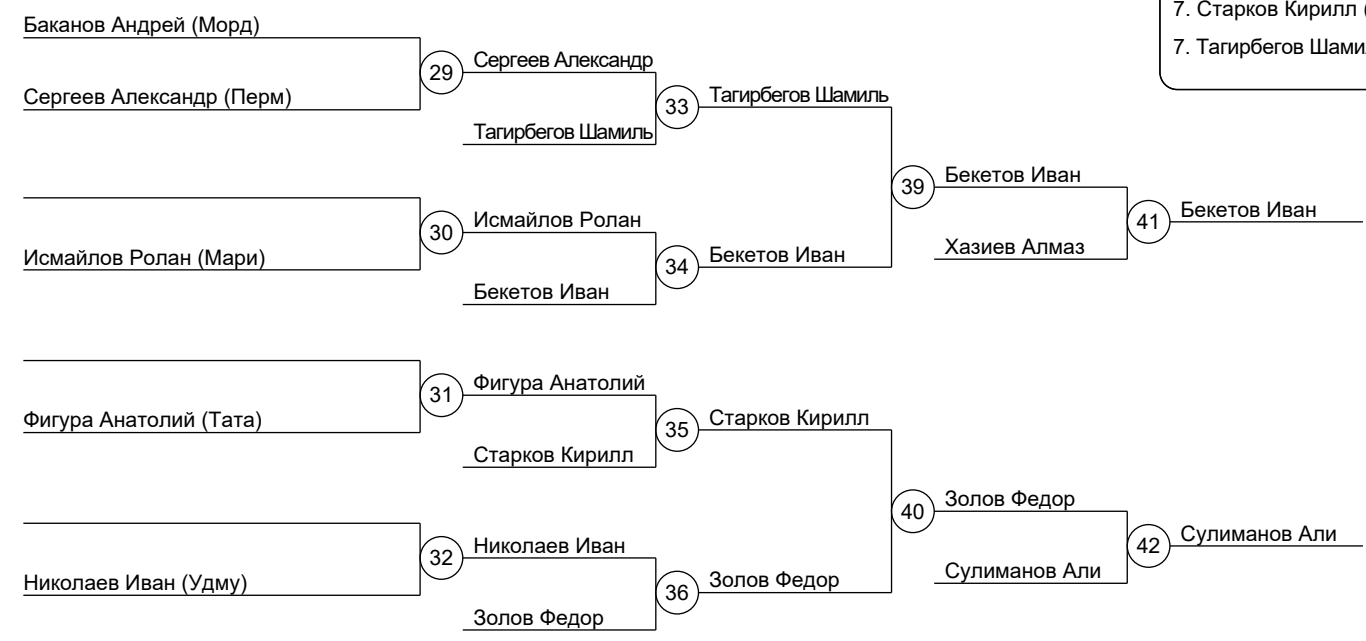 7. Старков Кирилл (
7. Тагирбегов Шами
Баканов Андрей (Морд)
29
Сергеев Александр
Сергеев Александр (Перм)
33
Тагирбегов Шамиль
Тагирбегов Шамиль
39
Бекетов Иван
30
Исмайлов Ролан
41
Бекетов Иван
Исмайлов Ролан (Мари)
34
Бекетов Иван
Хазиев Алмаз
Бекетов Иван
31
Фигура Анатолий
Фигура Анатолий (Тата)
35
Старков Кирилл
Старков Кирилл
40
Золов Федор
32
Николаев Иван
42
Сулиманов Али
Николаев Иван (Удму)
36
Золов Федор
Сулиманов Али
Золов Федор